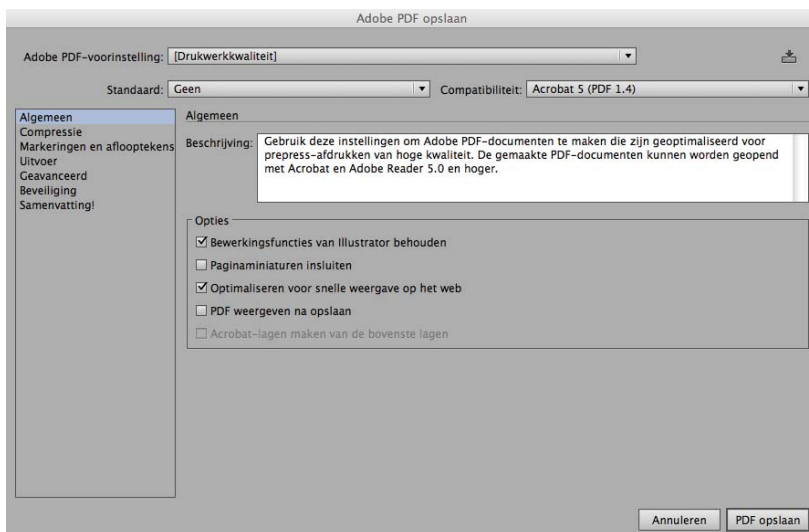 Adobe PDF opslaan
Adobe PDF-voorinstelling: [Drukwerkkwaliteit]
Standaard: Geen Compatibiliteit: Acrobat 5 (PDF 1.4)
Algemeen
Compressie
Markeringen en aflooptekens
Uitvoer
Geavanceerd
Beveiliging
Samenvatting!
Algemeen
Beschrijving: Gebruik deze instellingen om Adobe PDF-documenten te maken die zijn geoptimaliseerd voor
prepress-afdrukken van hoge kwaliteit. De gemaakte PDF-documenten kunnen worden geopend
met Acrobat en Adobe Reader 5.0 en hoger.
Opties
Bewerkingsfuncties van Illustrator behouden
Paginaminiaturen insluiten
Optimaliseren voor snelle weergave op het web
PDF weergeven na opslaan
Acrobat-lagen maken van de bovenste lagen
Annuleren PDF opslaan